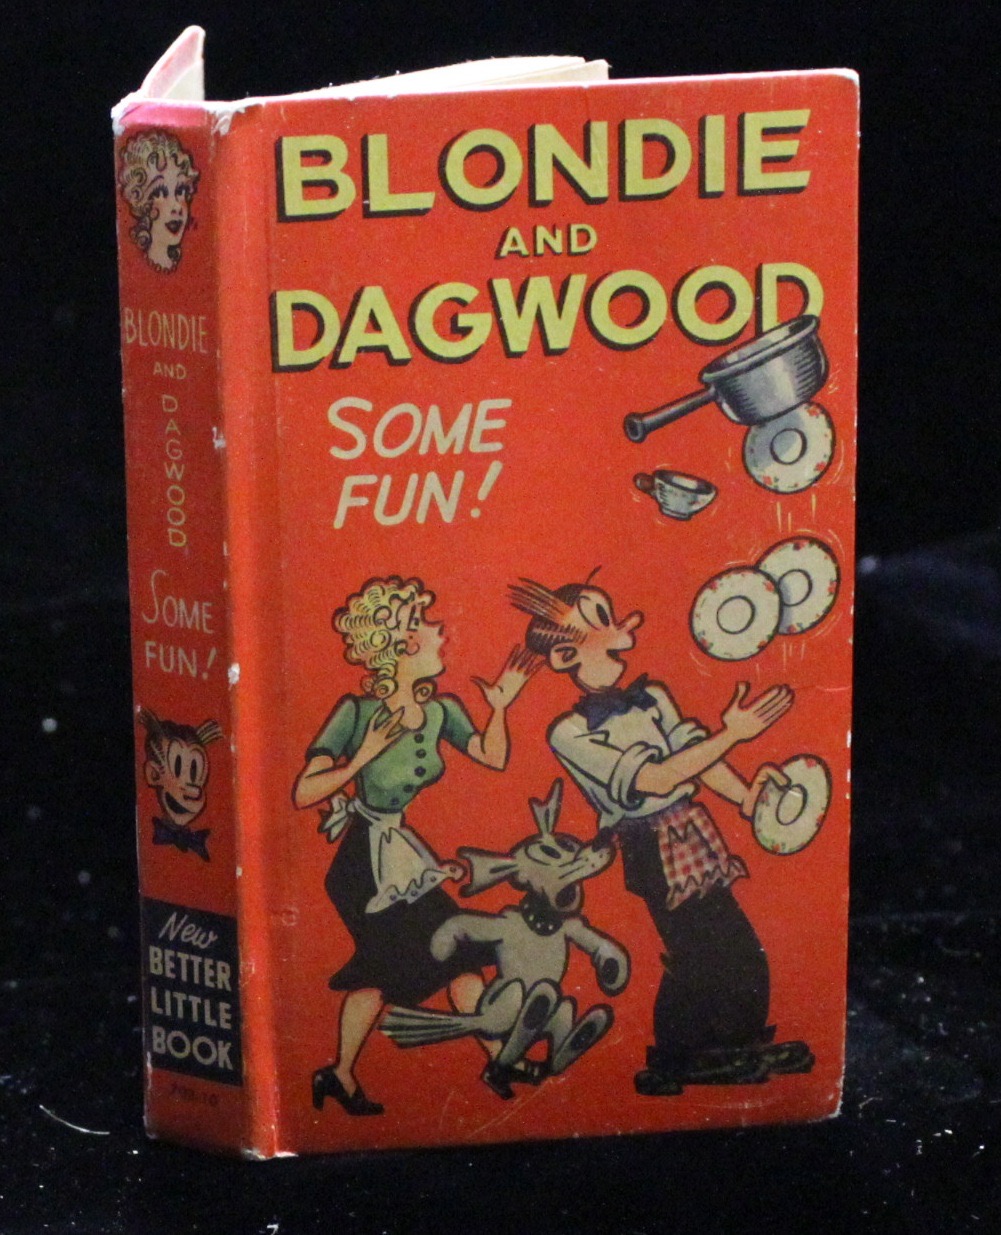 BLONDIE
AND
DAGWOOD
SOME
FUN!
BLONDIE
AND
DAGWOOD
SOME
FUN!
New
BETTER
LITTLE
BOOK